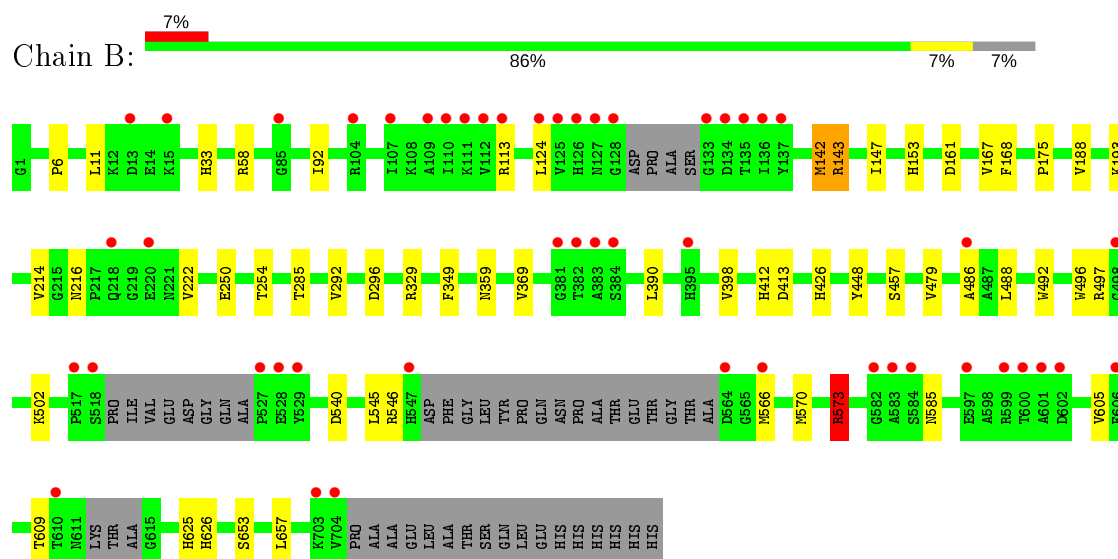 7%
Chain B:
86% 7% 7%
G1 P6 L11 K12 D13 E14 K15 H33 R58 G85 I92 R104 I107 K108 A109 I110 K111 V112 R113 L124 V125 H126 N127 G128 ASP PRO ALA SER G133 D134 T135 I136 Y137 M142 R143 I147 H153 D161 V167 F168 P175 V188 K193
V214 G215 N216 P217 Q218 G219 E220 N221 V222 E250 T254 T285 V292 D296 R329 F349 N359 V369 G381 T382 A383 S384 L390 H395 V398 H412 D413 H426 Y448 S457 V479 A486 A487 L488 W492 W496 R497 G498
K502 P517 S518 PRO ILE VAL GLU ASP GLY GLN ALA P527 E528 Y529 D540 L545 R546 H547 ASP PHE GLY LEU TYR PRO GLN ASN PRO ALA THR GLU THR GLY THR ALA D564 G565 M566 M570 R573 G582 A583 S584 N585 E597 A598 R599 T600 A601 D602 V605 E606
T609 T610 N611 LYS THR ALA G615 H625 H626 S653 L657 K703 V704 PRO ALA ALA GLU LEU ALA THR SER GLN LEU GLU HIS HIS HIS HIS HIS HIS